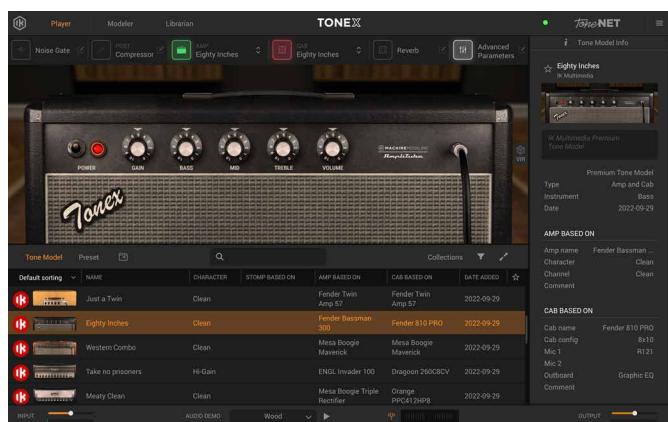 Player Modeler Librarian TONEX ToneNET
Noise Gate
POST
Compressor
AMP
Eighty Inches
CAB
Eighty Inches
Reverb
Advanced
Parameters
i Tone Model Info
Eighty Inches
IK Multimedia
IK Multimedia Premium
Tone Model
POWER GAIN BASS MID TREBLE VOLUME
MACHINE MODELING
AmpliTube
VIR
Tonex
Premium Tone Model
Type Amp and Cab
Instrument Bass
Date 2022-09-29
AMP BASED ON
Amp name Fender Bassman ...
Character Clean
Channel Clean
Comment
CAB BASED ON
Cab name Fender 810 PRO
Cab config 8x10
Mic 1 R121
Mic 2
Outboard Graphic EQ
Comment
Tone Model Preset Collections
Default sorting NAME CHARACTER STOMP BASED ON AMP BASED ON CAB BASED ON DATE ADDED
Just a Twin Clean Fender Twin Amp 57 Fender Twin Amp 57 2022-09-29
Eighty Inches Clean Fender Bassman 300 Fender 810 PRO 2022-09-29
Western Combo Clean Mesa Boogie Maverick Mesa Boogie Maverick 2022-09-29
Take no prisoners Hi-Gain ENGL Invader 100 Dragoon 260C8CV 2022-09-29
Meaty Clean Clean Mesa Boogie Triple Rectifier Orange PPC412HP8 2022-09-29
INPUT AUDIO DEMO Wood OUTPUT